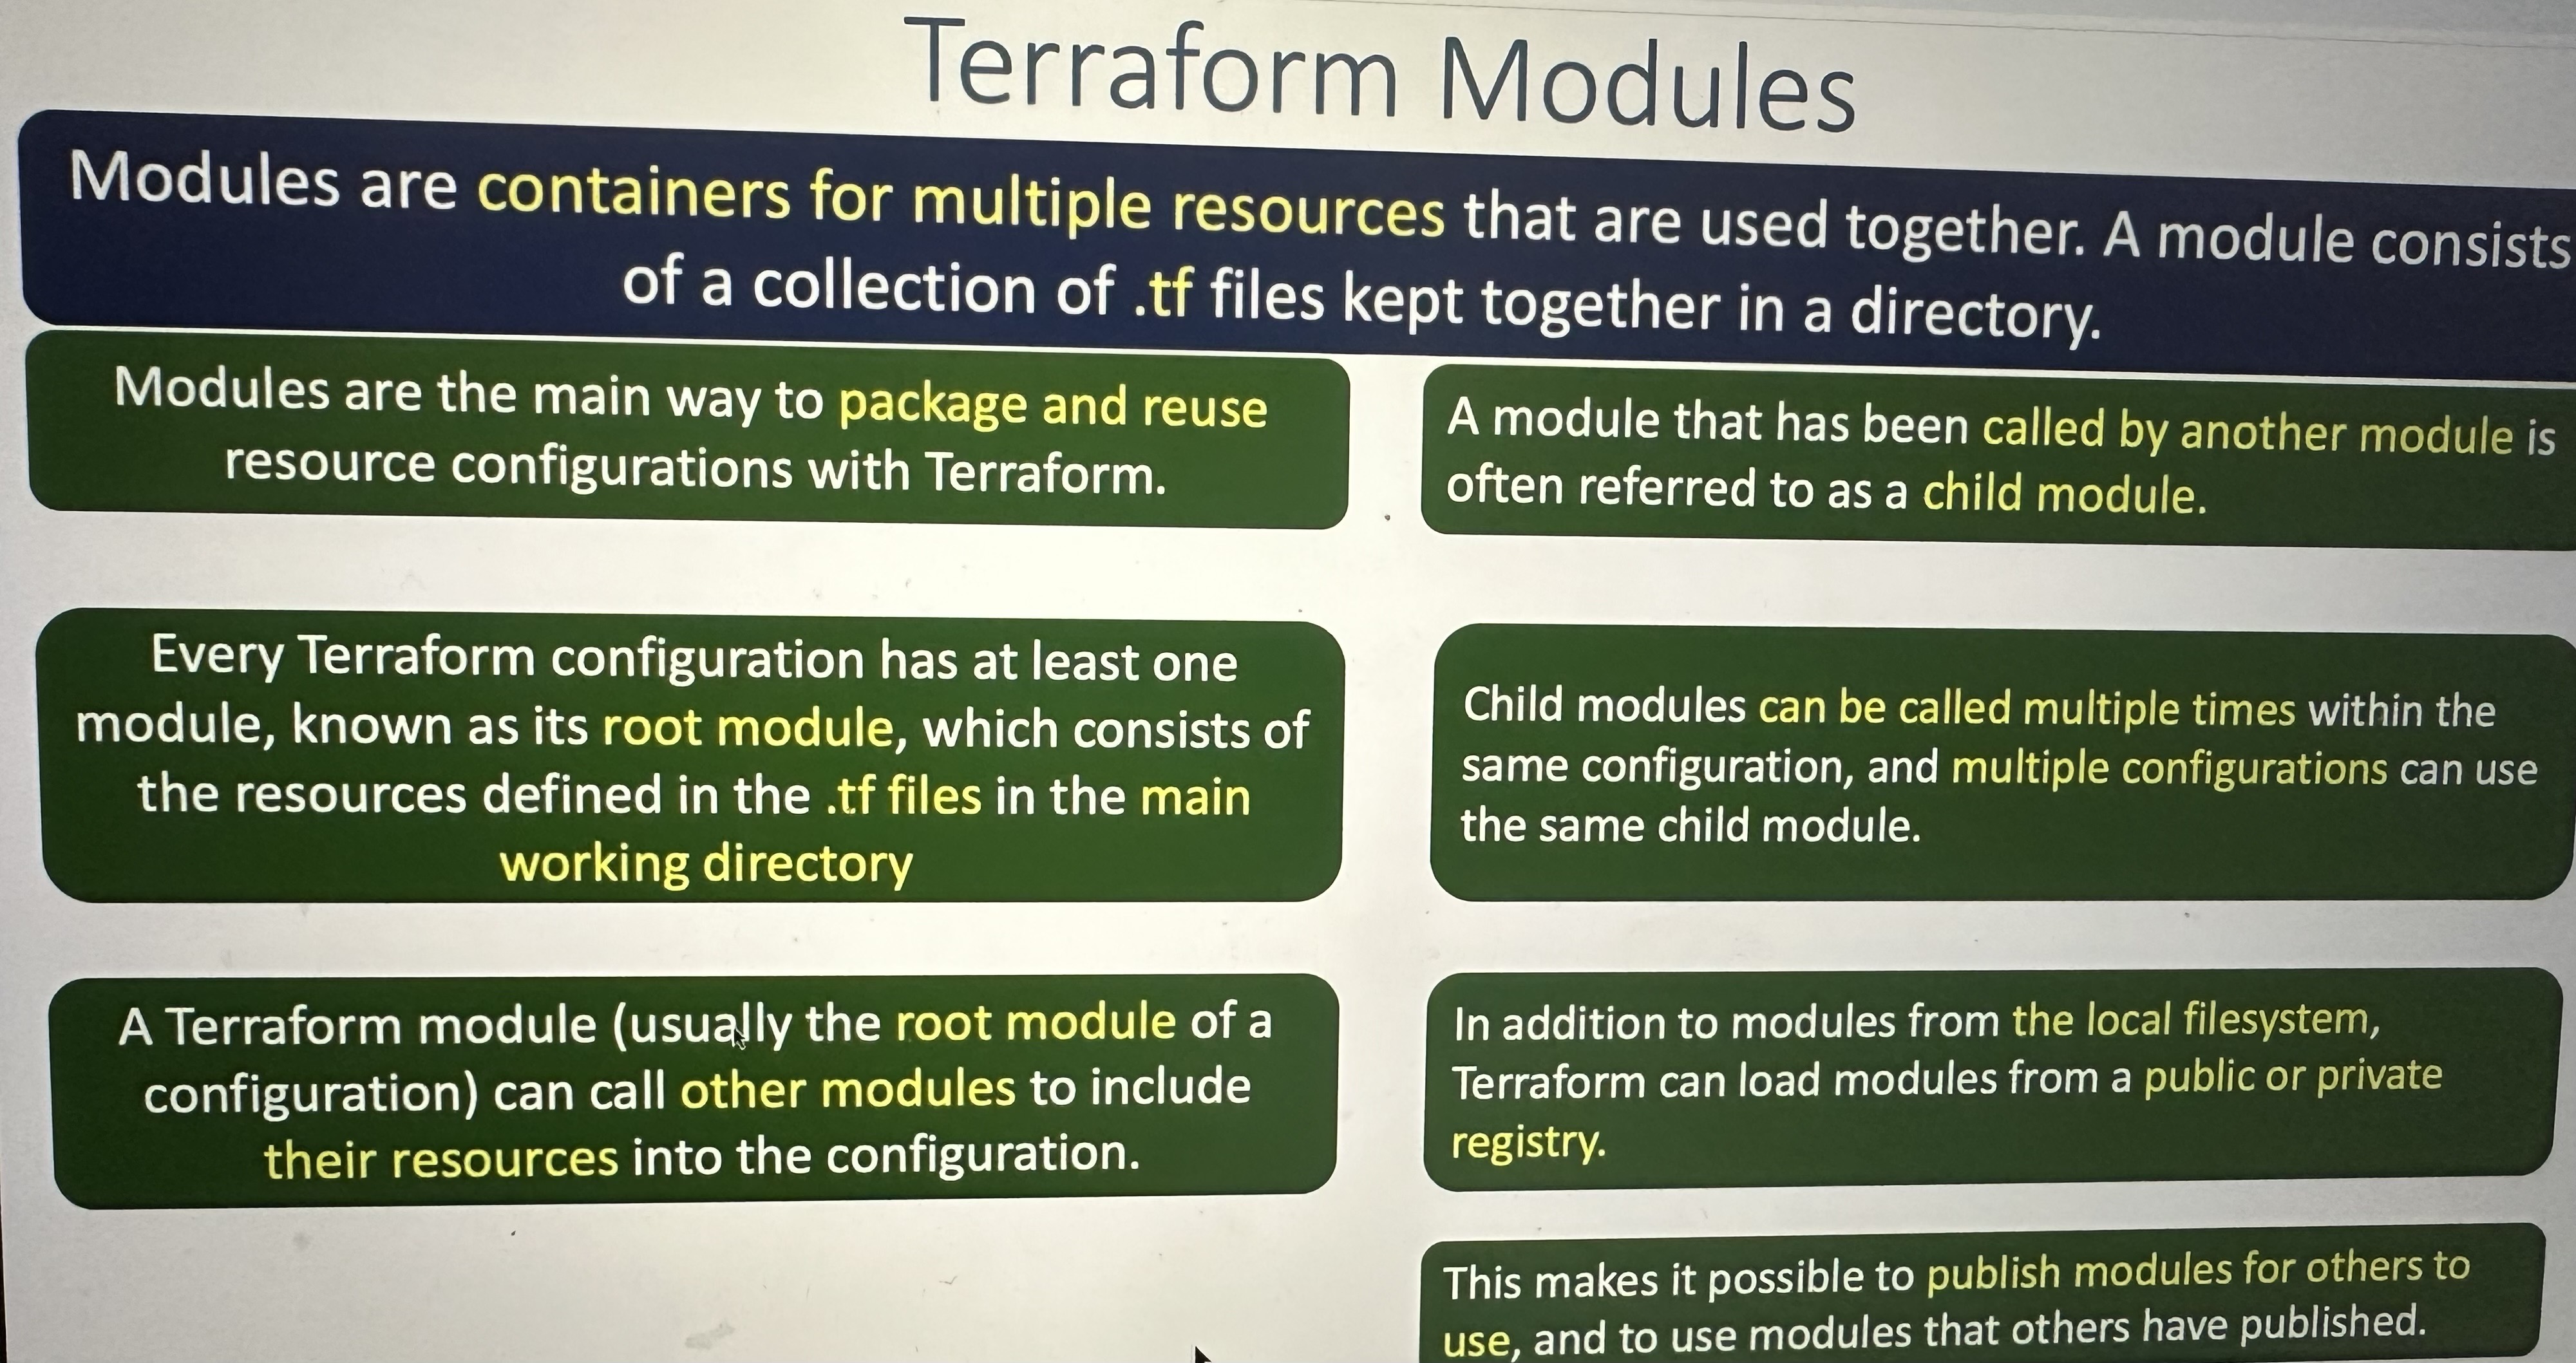 Terraform Modules
Modules are containers for multiple resources that are used together. A module consists
of a collection of .tf files kept together in a directory.
Modules are the main way to package and reuse
resource configurations with Terraform.
Every Terraform configuration has at least one
module, known as its root module, which consists of
the resources defined in the .tf files in the main
working directory
A Terraform module (usually the root module of a
configuration) can call other modules to include
their resources into the configuration.
A module that has been called by another module is
often referred to as a child module.
Child modules can be called multiple times within the
same configuration, and multiple configurations can use
the same child module.
In addition to modules from the local filesystem,
Terraform can load modules from a public or private
registry.
This makes it possible to publish modules for others to
use, and to use modules that others have published.